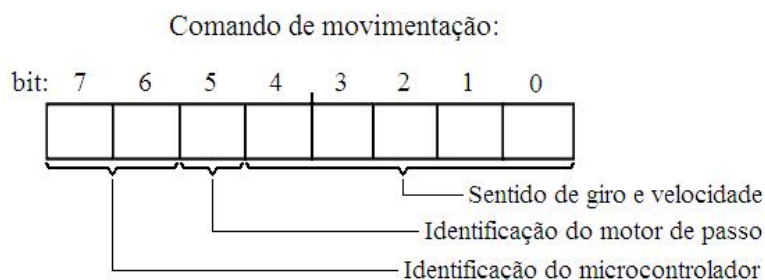 Comando de movimentação:
bit: 7 6 5 4 3 2 1 0
Sentido de giro e velocidade
Identificação do motor de passo
Identificação do microcontrolador